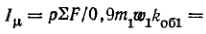 I_μ = pΣF/0,9m₁w₁k_об1 =